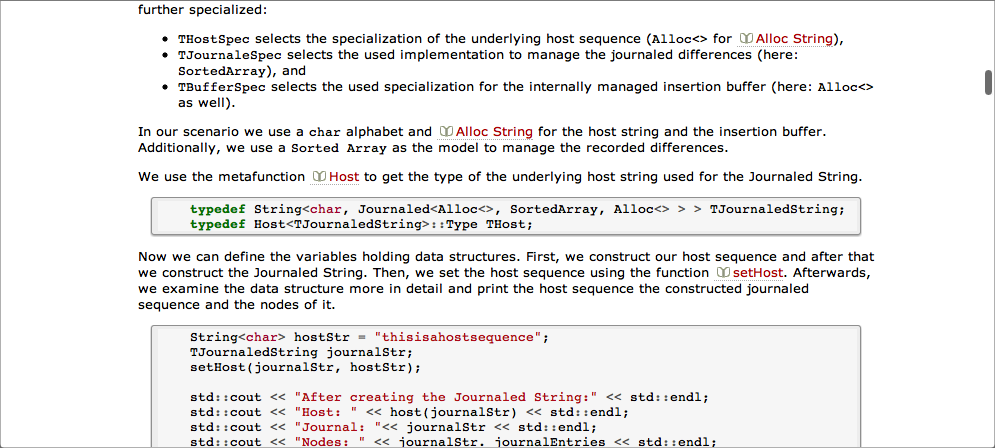 further specialized:
THostSpec selects the specialization of the underlying host sequence (Alloc<> for Alloc String),
TJournaleSpec selects the used implementation to manage the journaled differences (here:
SortedArray), and
TBufferSpec selects the used specialization for the internally managed insertion buffer (here: Alloc<>
as well).
In our scenario we use a char alphabet and Alloc String for the host string and the insertion buffer.
Additionally, we use a Sorted Array as the model to manage the recorded differences.
We use the metafunction Host to get the type of the underlying host string used for the Journaled String.
typedef String<char, Journaled<Alloc<>, SortedArray, Alloc<> > > TJournaledString;
typedef Host<TJournaledString>::Type THost;
Now we can define the variables holding data structures. First, we construct our host sequence and after that
we construct the Journaled String. Then, we set the host sequence using the function setHost. Afterwards,
we examine the data structure more in detail and print the host sequence the constructed journaled
sequence and the nodes of it.
String<char> hostStr = "thisisahostsequence";
TJournaledString journalStr;
setHost(journalStr, hostStr);
std::cout << "After creating the Journaled String:" << std::endl;
std::cout << "Host: " << host(journalStr) << std::endl;
std::cout << "Journal: "<< journalStr << std::endl;
std::cout << "Nodes: " << journalStr._journalEntries << std::endl;